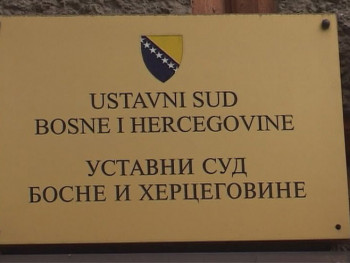 USTAVNI SUD
BOSNE I HERCEGOVINE
УСТАВНИ СУД
БОСНЕ И ХЕРЦЕГОВИНЕ